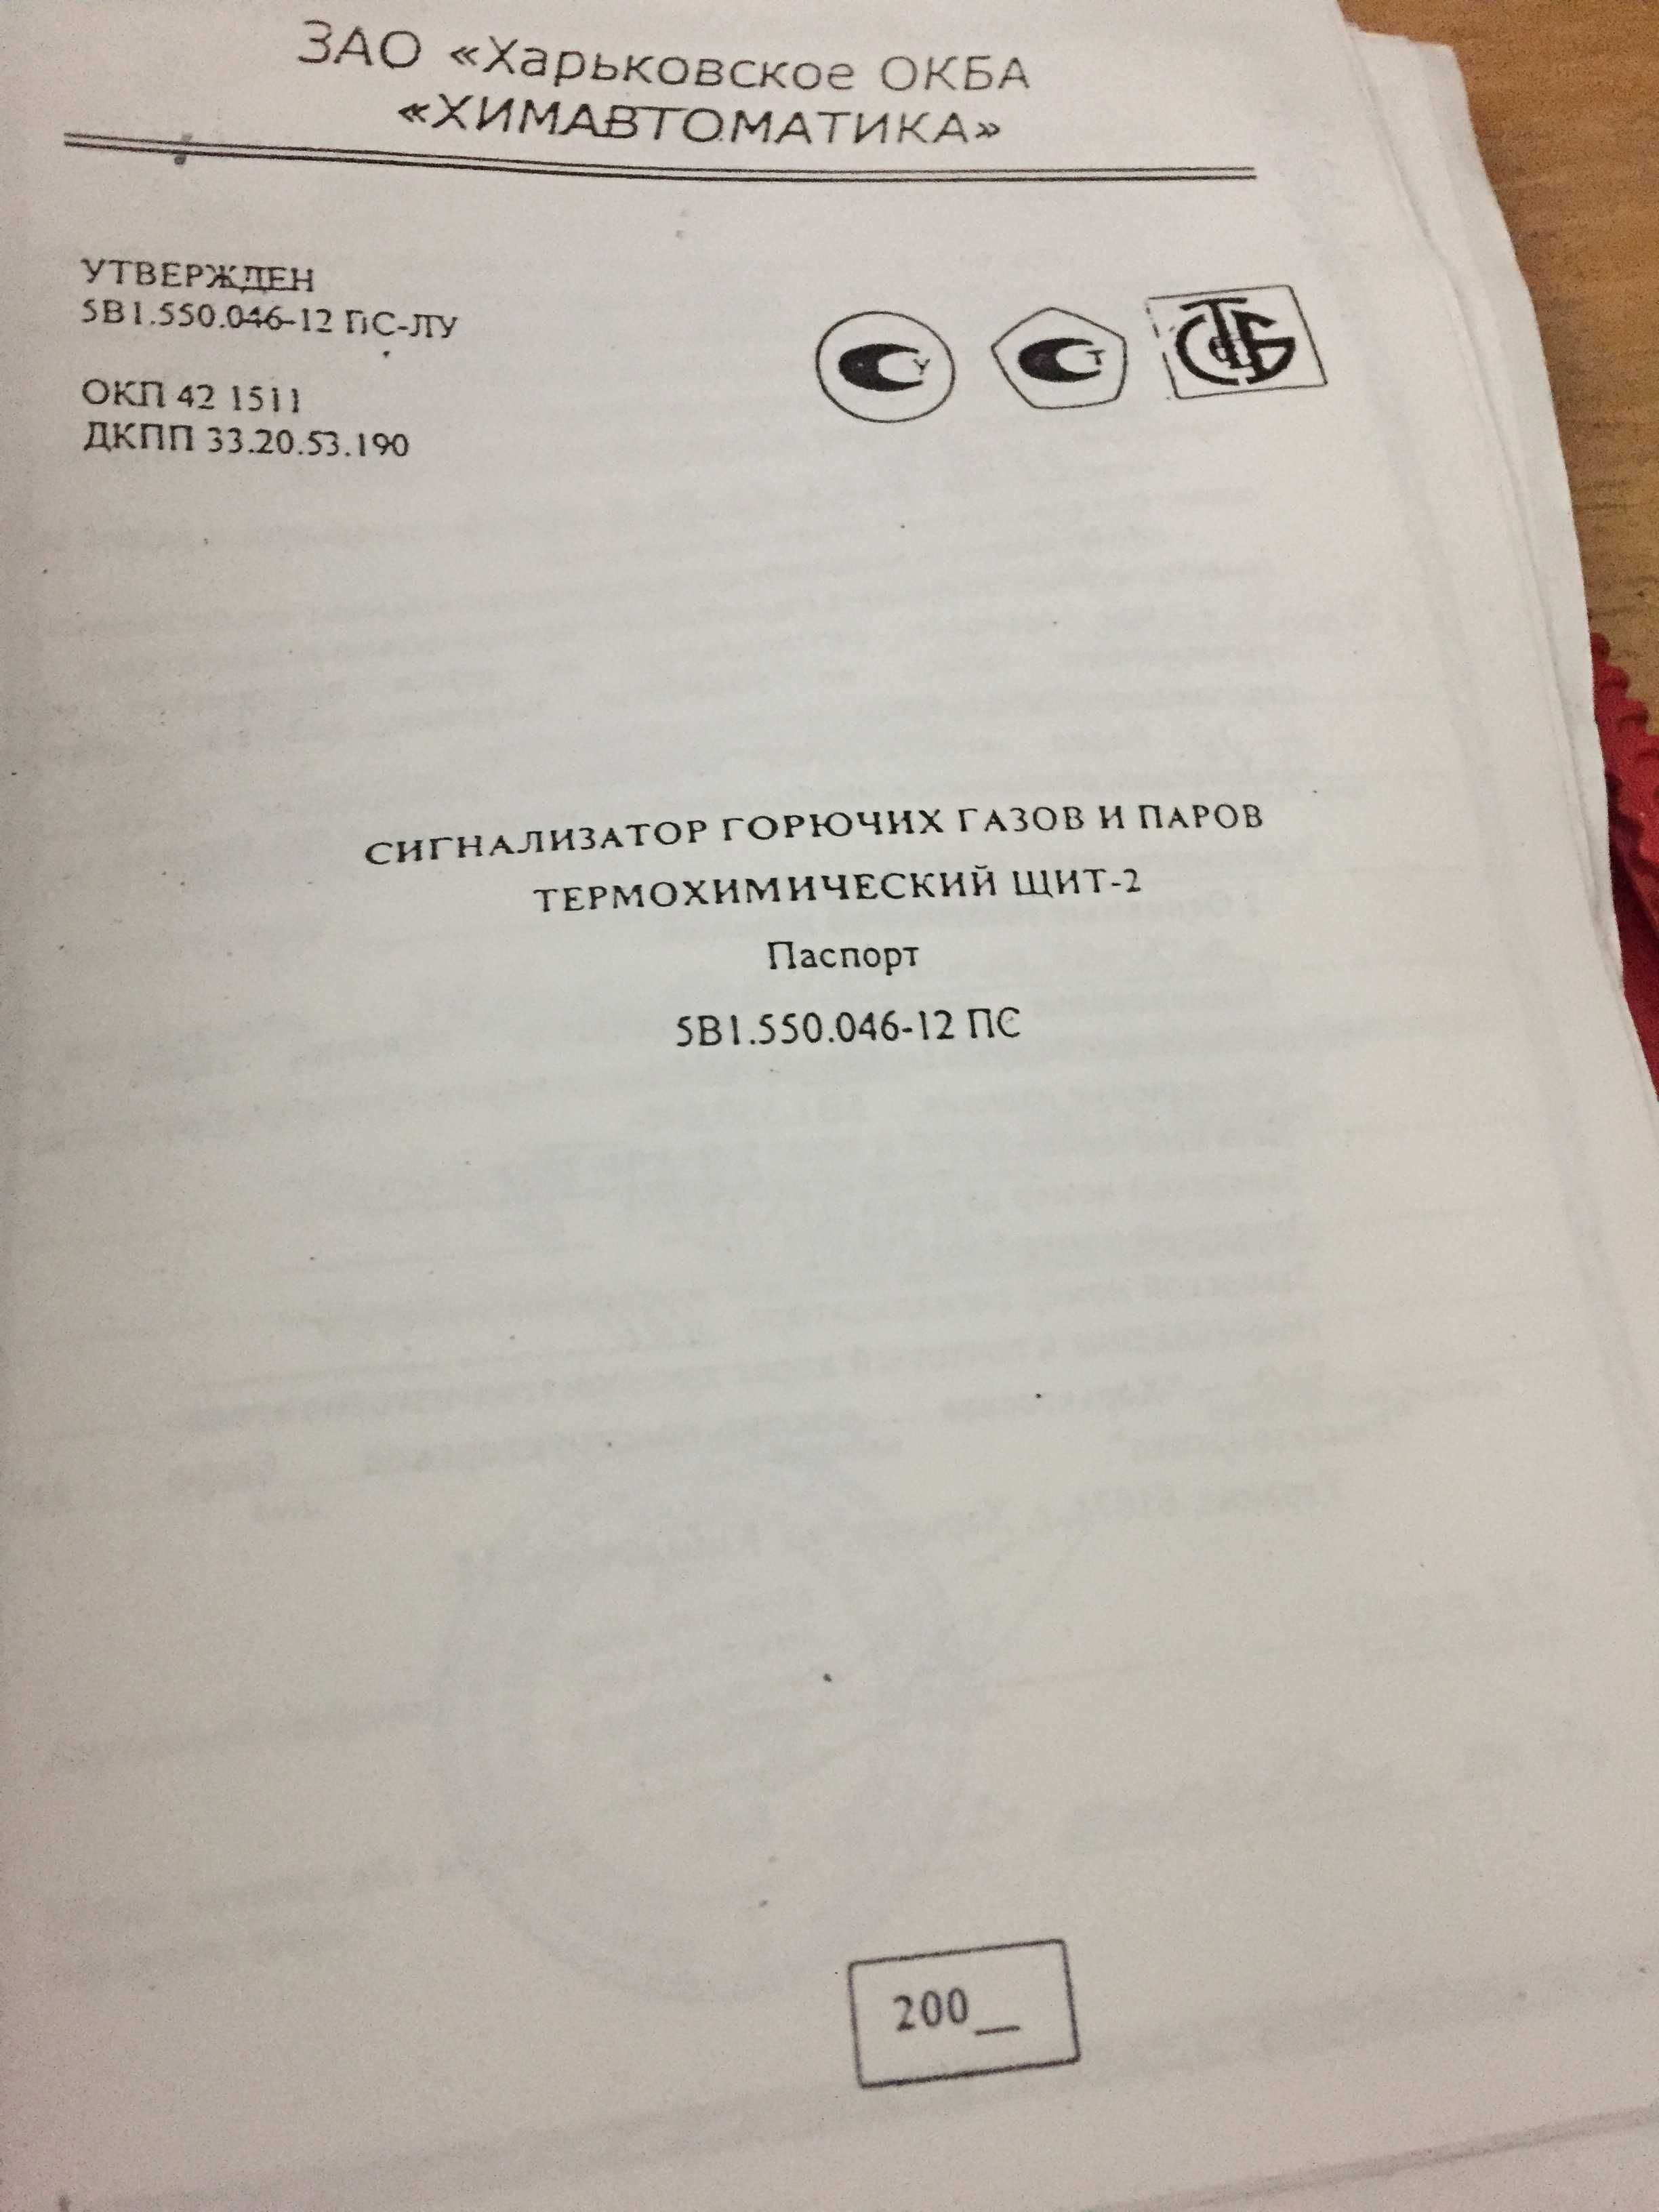 ЗАО «Харьковское ОКБА
«ХИМАВТОМАТИКА»
УТВЕРЖДЕН
5В1.550.046-12 ПС-ЛУ
ОКП 42 1511
ДКПП 33.20.53.190
СИГНАЛИЗАТОР ГОРЮЧИХ ГАЗОВ И ПАРОВ
ТЕРМОХИМИЧЕСКИЙ ЩИТ-2
Паспорт
5В1.550.046-12 ПС
200_